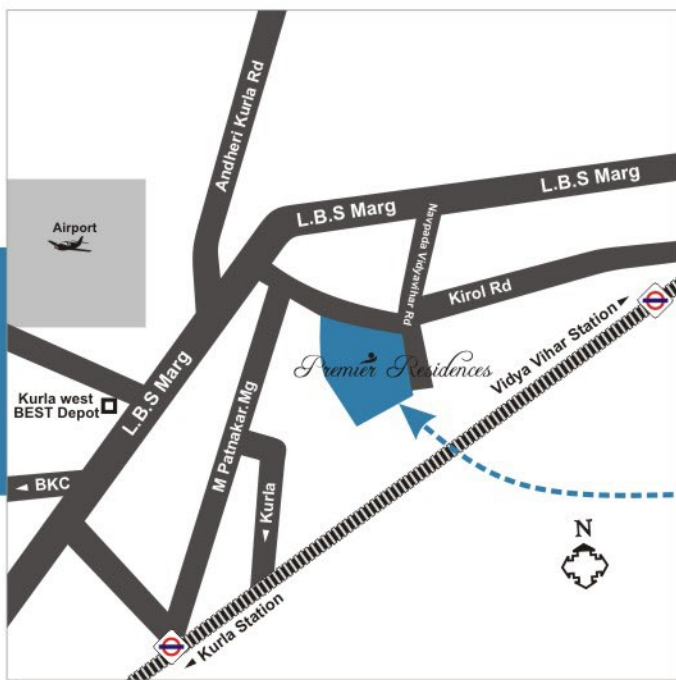 Andheri Kurla Rd
L.B.S Marg
L.B.S Marg
Airport
Navpada Vidyavihar Rd
Kirol Rd
Vidya Vihar Station
Premier Residences
Kurla west
BEST Depot
L.B.S Marg
M Patnakar.Mg
BKC
Kurla
N
Kurla Station